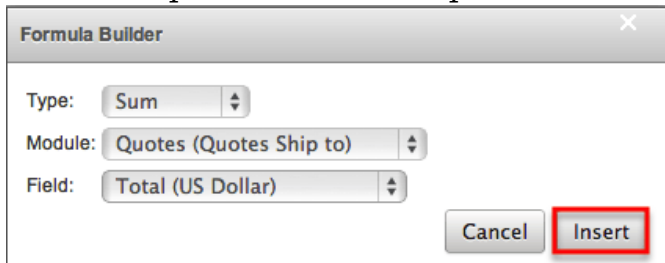 Formula Builder
Type: Sum
Module: Quotes (Quotes Ship to)
Field: Total (US Dollar)
Cancel Insert